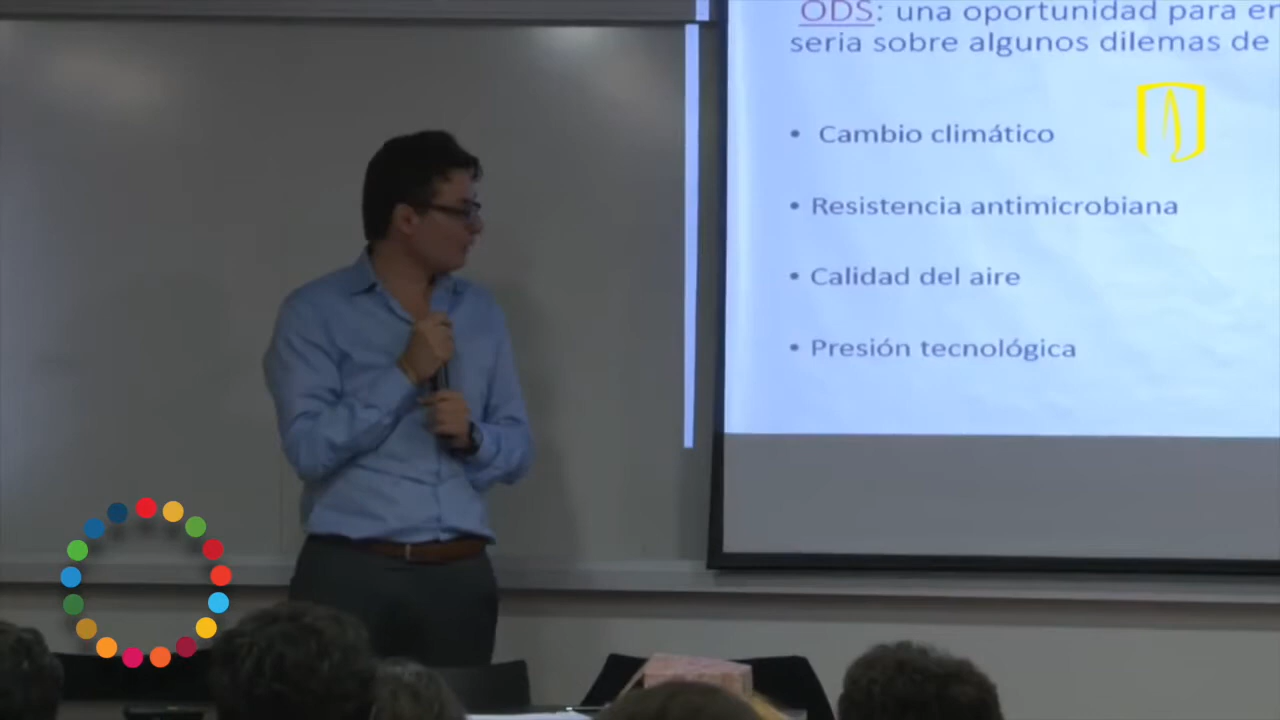 ODS: una oportunidad para
seria sobre algunos dilemas de
• Cambio climático
• Resistencia antimicrobiana
• Calidad del aire
• Presión tecnológica